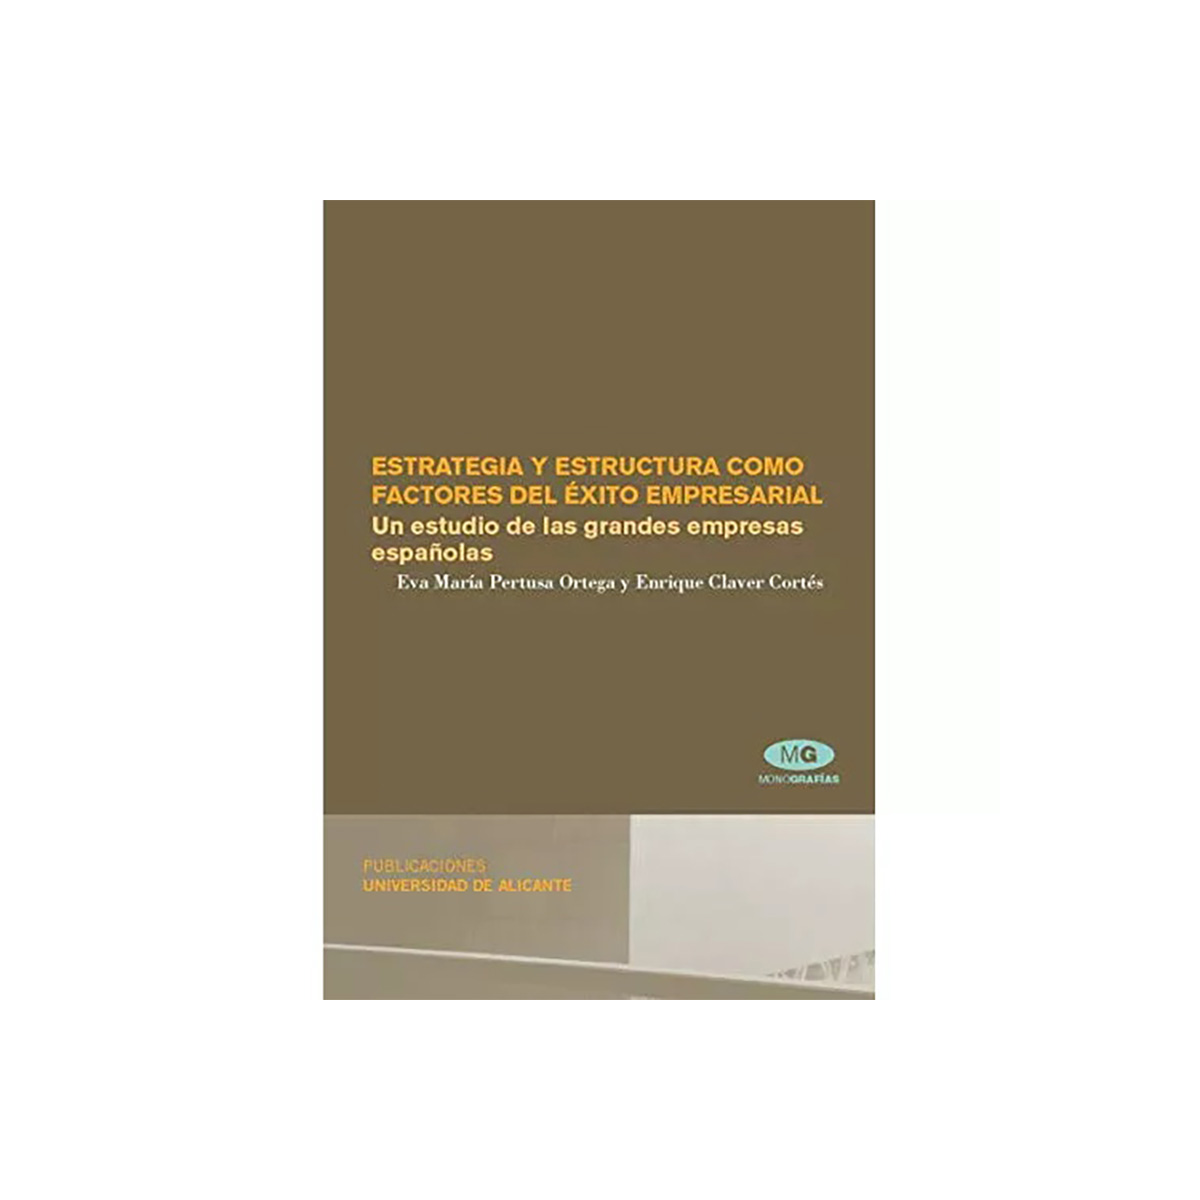 ESTRATEGIA Y ESTRUCTURA COMO
FACTORES DEL ÉXITO EMPRESARIAL
Un estudio de las grandes empresas
españolas
Eva María Pertusa Ortega y Enrique Claver Cortés
MG
MONOGRAFÍAS
PUBLICACIONES
UNIVERSIDAD DE ALICANTE